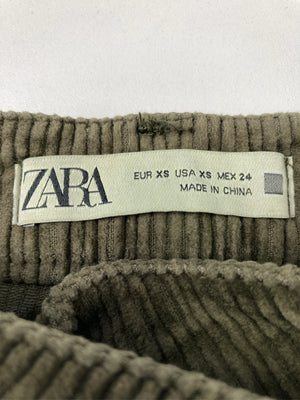 ZARA
EUR XS USA XS MEX 24
MADE IN CHINA